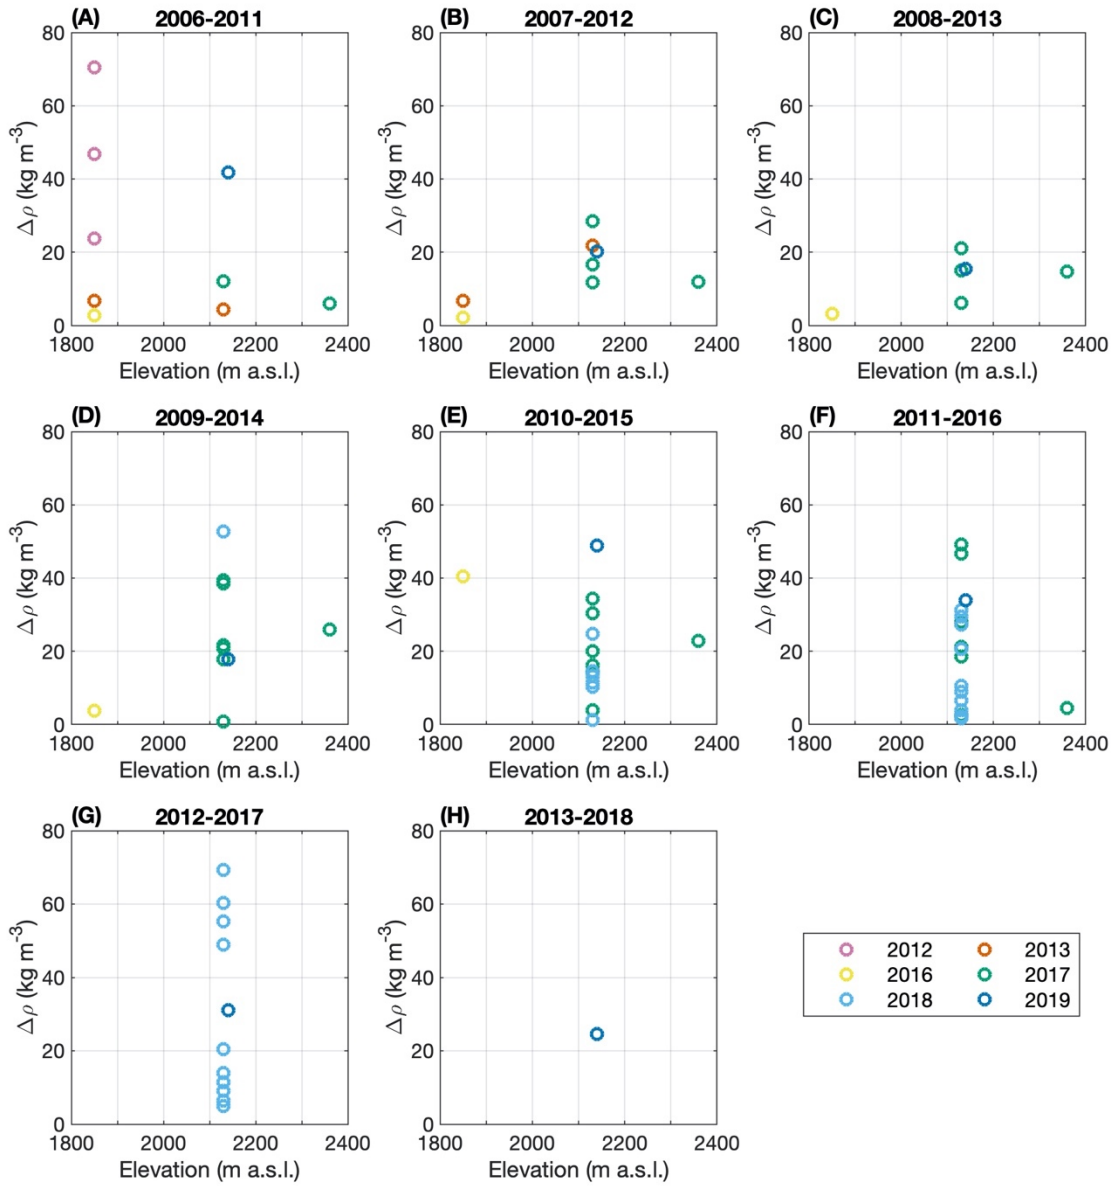 (A) 2006-2011
80
60
40
20
0
Δρ (kg m-3)
1800 2000 2200 2400
Elevation (m a.s.l.)
(B) 2007-2012
80
60
40
20
0
Δρ (kg m-3)
1800 2000 2200 2400
Elevation (m a.s.l.)
(C) 2008-2013
80
60
40
20
0
Δρ (kg m-3)
1800 2000 2200 2400
Elevation (m a.s.l.)
(D) 2009-2014
80
60
40
20
0
Δρ (kg m-3)
1800 2000 2200 2400
Elevation (m a.s.l.)
(E) 2010-2015
80
60
40
20
0
Δρ (kg m-3)
1800 2000 2200 2400
Elevation (m a.s.l.)
(F) 2011-2016
80
60
40
20
0
Δρ (kg m-3)
1800 2000 2200 2400
Elevation (m a.s.l.)
(G) 2012-2017
80
60
40
20
0
Δρ (kg m-3)
1800 2000 2200 2400
Elevation (m a.s.l.)
(H) 2013-2018
80
60
40
20
0
Δρ (kg m-3)
1800 2000 2200 2400
Elevation (m a.s.l.)
2012 2013
2016 2017
2018 2019